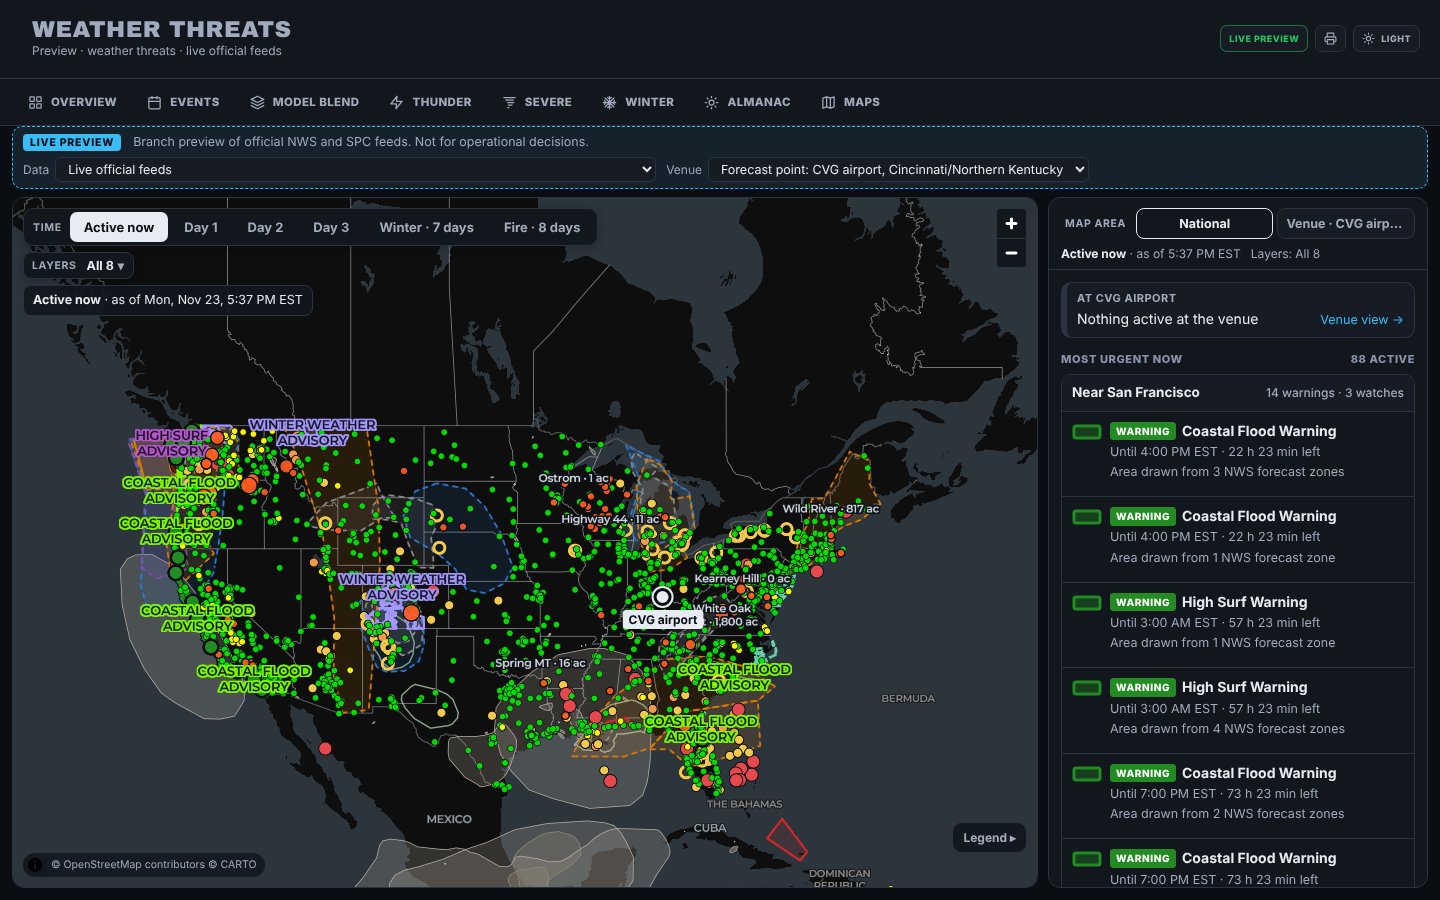 WEATHER THREATS
Preview · weather threats · live official feeds
LIVE PREVIEW
LIGHT
OVERVIEW
EVENTS
MODEL BLEND
THUNDER
SEVERE
WINTER
ALMANAC
MAPS
LIVE PREVIEW Branch preview of official NWS and SPC feeds. Not for operational decisions.
Data Live official feeds Venue Forecast point: CVG airport, Cincinnati/Northern Kentucky
TIME Active now Day 1 Day 2 Day 3 Winter · 7 days Fire · 8 days
LAYERS All 8 ▾
Active now · as of Mon, Nov 23, 5:37 PM EST
+
−
WINTER WEATHER
ADVISORY
HIGH SURF
ADVISORY
COASTAL FLOOD
ADVISORY
COASTAL FLOOD
ADVISORY
Ostrom · 1 ac
Highway 44 · 11 ac
Wild River · 817 ac
WINTER WEATHER
ADVISORY
Kearney Hill · 0 ac
COASTAL FLOOD
ADVISORY
White Oak
· 1,800 ac
CVG airport
Spring MT · 16 ac
COASTAL FLOOD
ADVISORY
COASTAL FLOOD
ADVISORY
COASTAL FLOOD
ADVISORY
BERMUDA
THE BAHAMAS
MEXICO
CUBA
DOMINICAN
REPUBLIC
Legend ▸
© OpenStreetMap contributors © CARTO
MAP AREA National Venue · CVG airp…
Active now · as of 5:37 PM EST Layers: All 8
AT CVG AIRPORT
Nothing active at the venue Venue view →
MOST URGENT NOW 88 ACTIVE
Near San Francisco 14 warnings · 3 watches
WARNING Coastal Flood Warning
Until 4:00 PM EST · 22 h 23 min left
Area drawn from 3 NWS forecast zones
WARNING Coastal Flood Warning
Until 4:00 PM EST · 22 h 23 min left
Area drawn from 1 NWS forecast zone
WARNING High Surf Warning
Until 3:00 AM EST · 57 h 23 min left
Area drawn from 1 NWS forecast zone
WARNING High Surf Warning
Until 3:00 AM EST · 57 h 23 min left
Area drawn from 4 NWS forecast zones
WARNING Coastal Flood Warning
Until 7:00 PM EST · 73 h 23 min left
Area drawn from 2 NWS forecast zones
WARNING Coastal Flood Warning
Until 7:00 PM EST · 73 h 23 min left